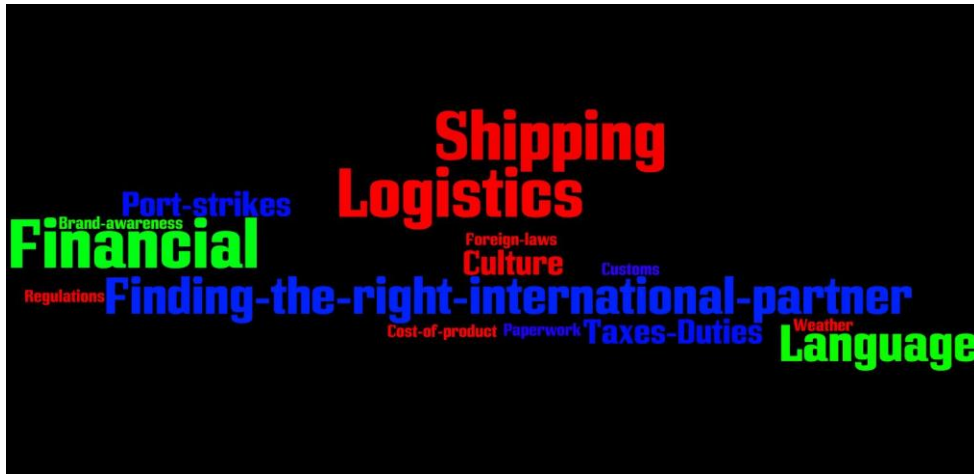 Shipping
Logistics
Port-strikes
Brand-awareness
Financial
Foreign-laws
Culture
Customs
Regulations
Finding-the-right-international-partner
Cost-of-product
Paperwork
Taxes-Duties
Weather
Language